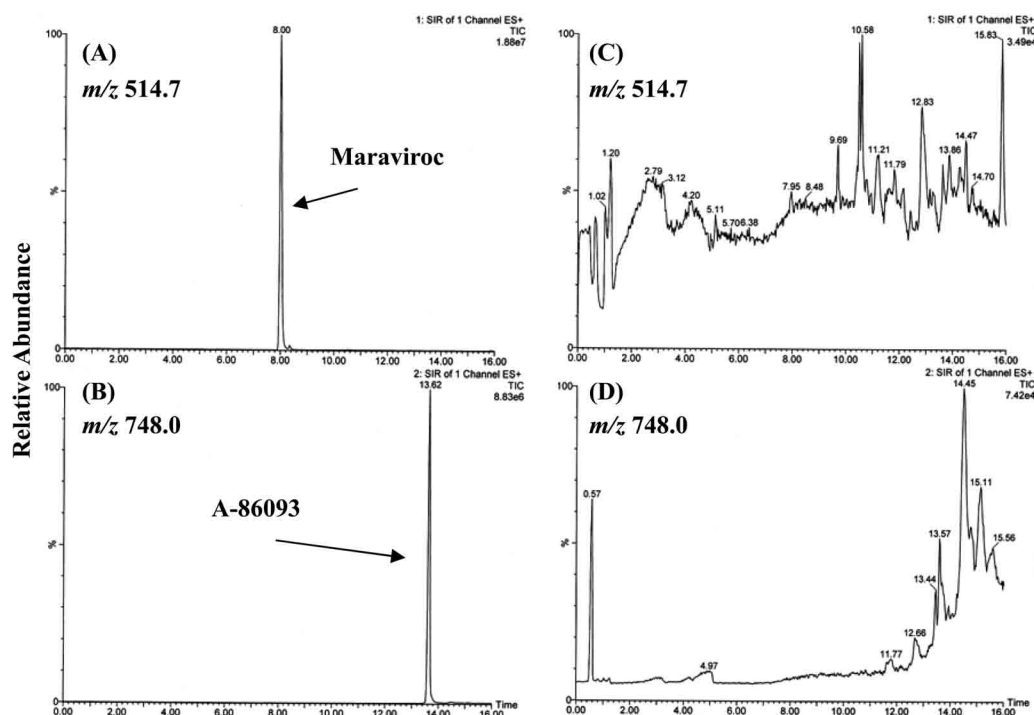 Relative Abundance
1: SIR of 1 Channel ES+
TIC
1.88e7
8.00
100
(A)
m/z 514.7
Maraviroc
%
0
0.00 2.00 4.00 6.00 8.00 10.00 12.00 14.00 16.00
2: SIR of 1 Channel ES+
TIC
8.83e6
13.62
100
(B)
m/z 748.0
A-86093
%
0
Time
0.00 2.00 4.00 6.00 8.00 10.00 12.00 14.00 16.00
1: SIR of 1 Channel ES+
TIC
3.49e4
10.58
15.83
100
(C)
m/z 514.7
12.83
9.69
14.47
1.20
11.21
13.86
11.79
2.79
3.12
14.70
1.02
7.95
8.48
4.20
5.11
5.70
6.38
%
0
0.00 2.00 4.00 6.00 8.00 10.00 12.00 14.00 16.00
2: SIR of 1 Channel ES+
TIC
7.42e4
14.45
100
(D)
m/z 748.0
0.57
15.11
13.57
15.56
13.44
12.66
11.77
4.97
%
0
Time
0.00 2.00 4.00 6.00 8.00 10.00 12.00 14.00 16.00